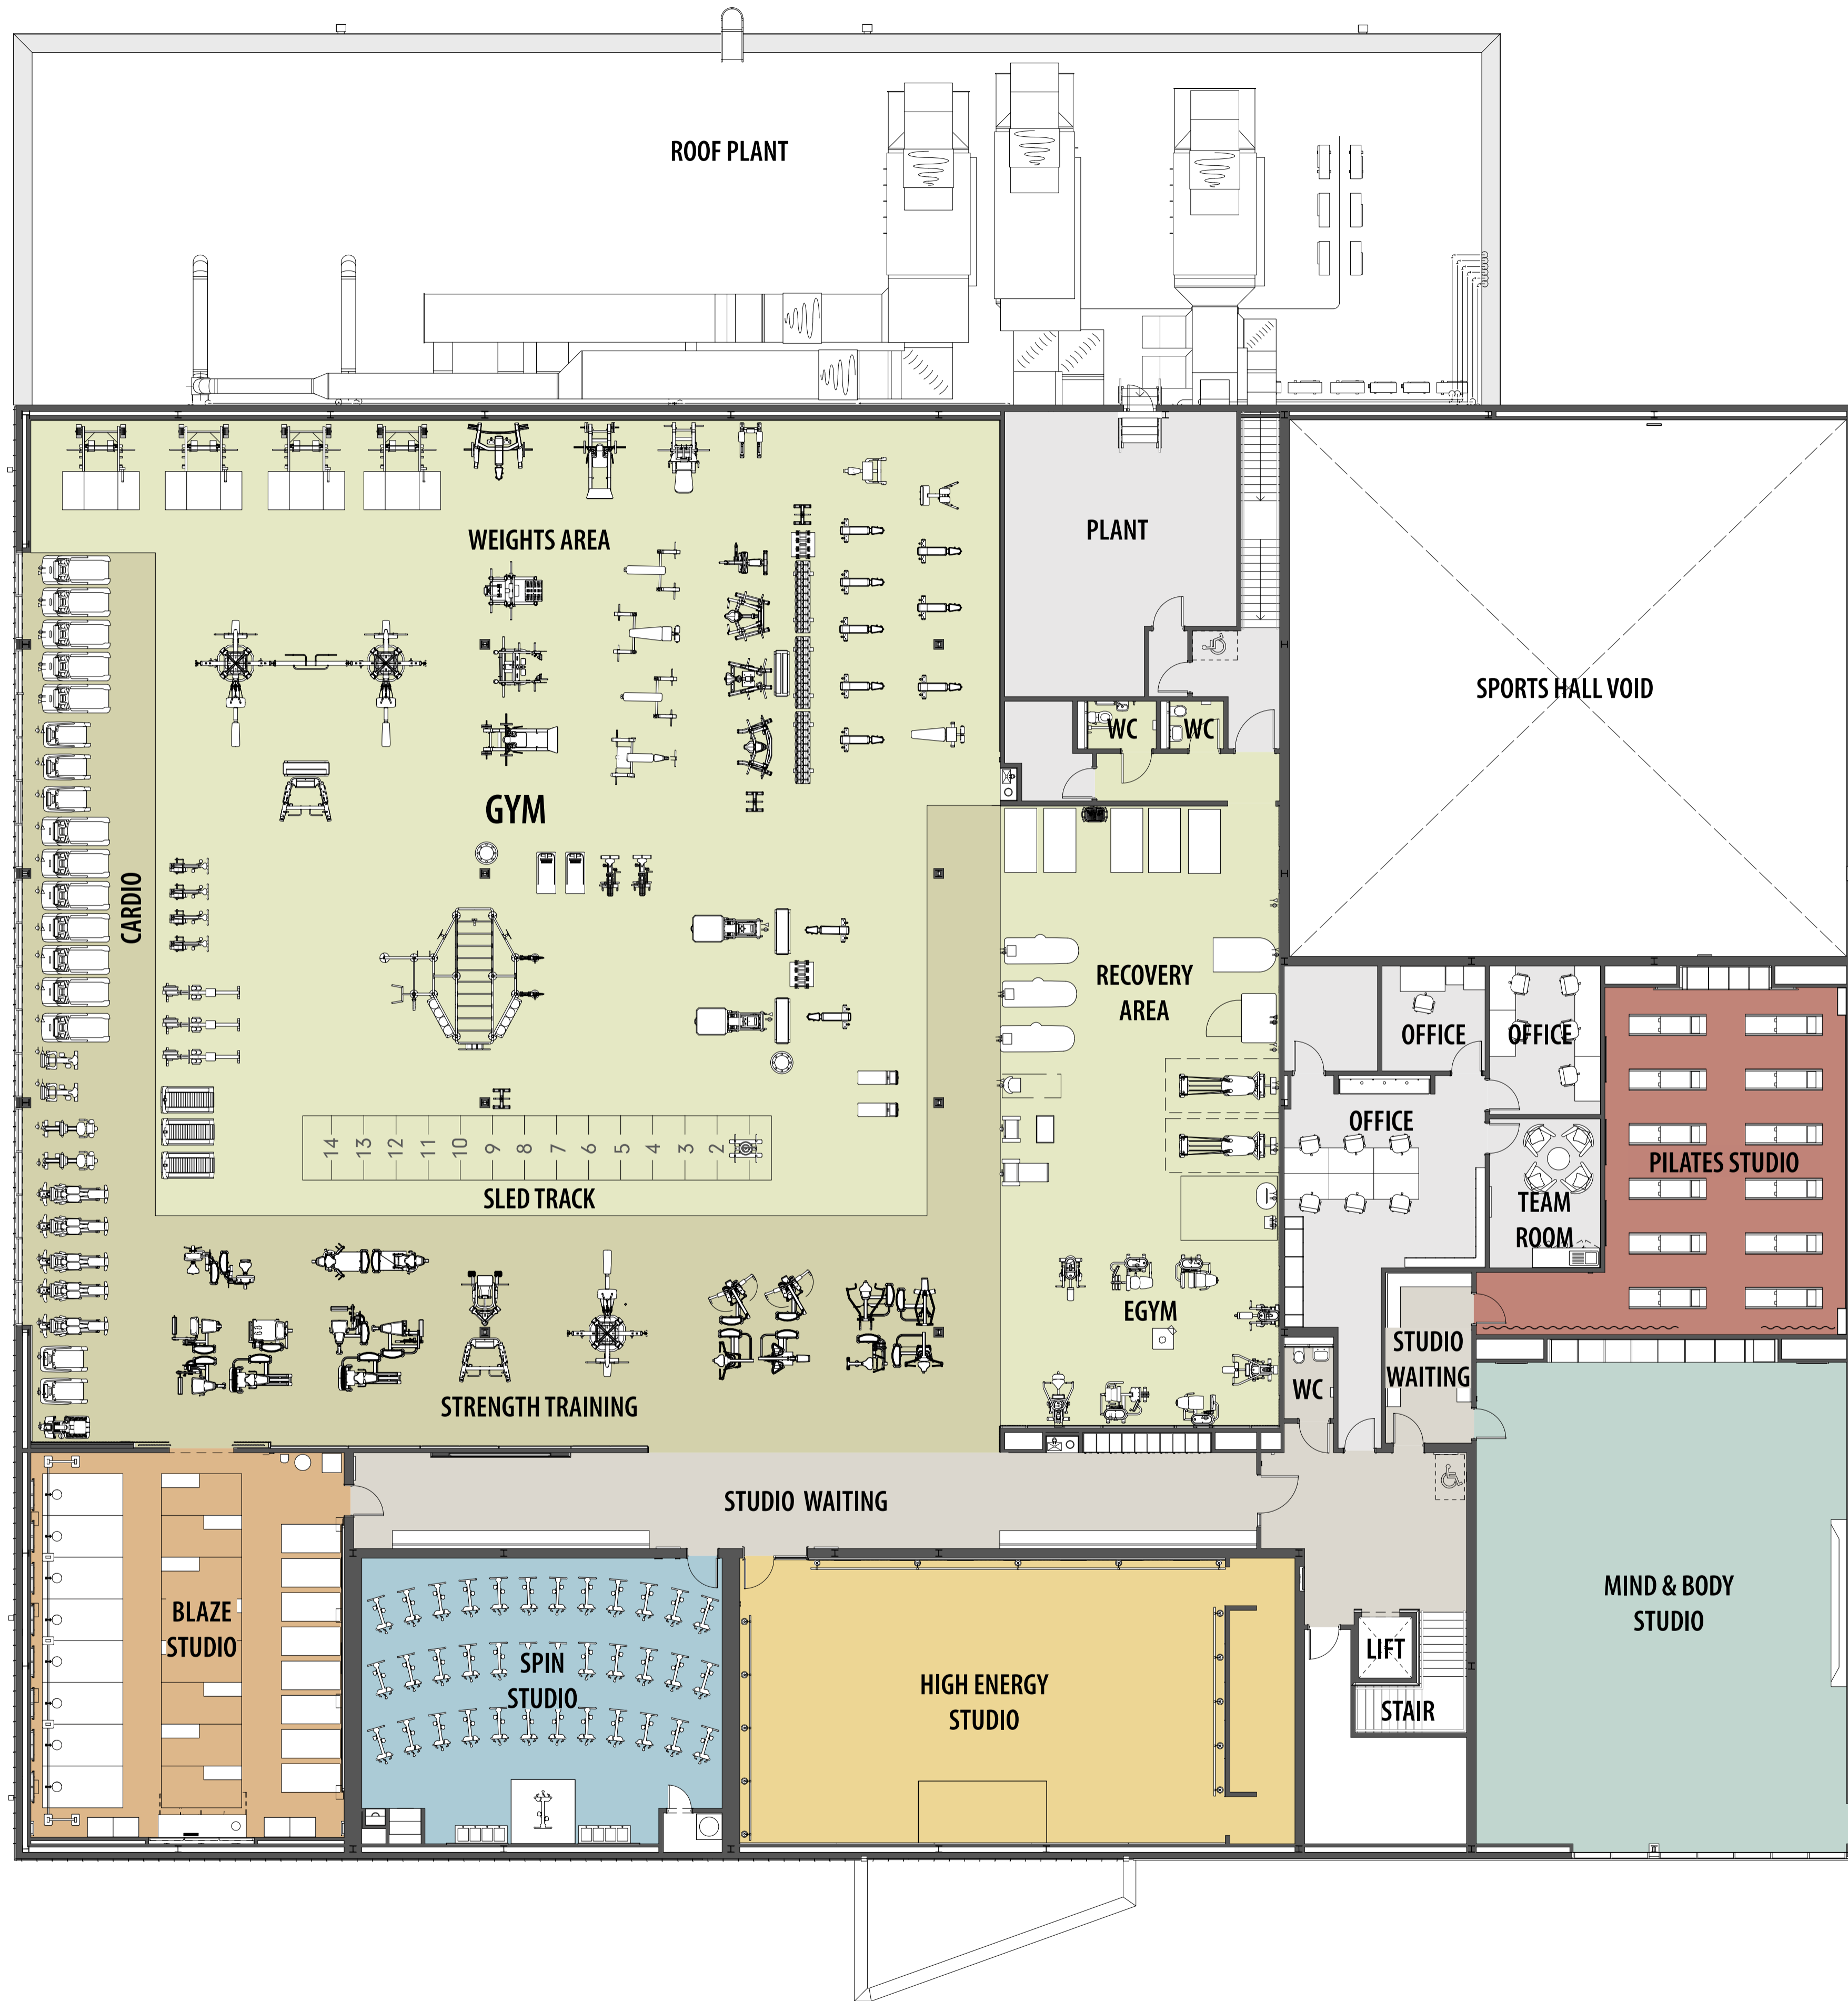 ROOF PLANT
WEIGHTS AREA
PLANT
SPORTS HALL VOID
WC
WC
GYM
CARDIO
RECOVERY
AREA
OFFICE
OFFICE
OFFICE
PILATES STUDIO
TEAM
ROOM
14
13
12
11
10
9
8
7
6
5
4
3
2
SLED TRACK
EGYM
STUDIO
WAITING
WC
STRENGTH TRAINING
STUDIO WAITING
BLAZE
STUDIO
SPIN
STUDIO
HIGH ENERGY
STUDIO
LIFT
STAIR
MIND & BODY
STUDIO